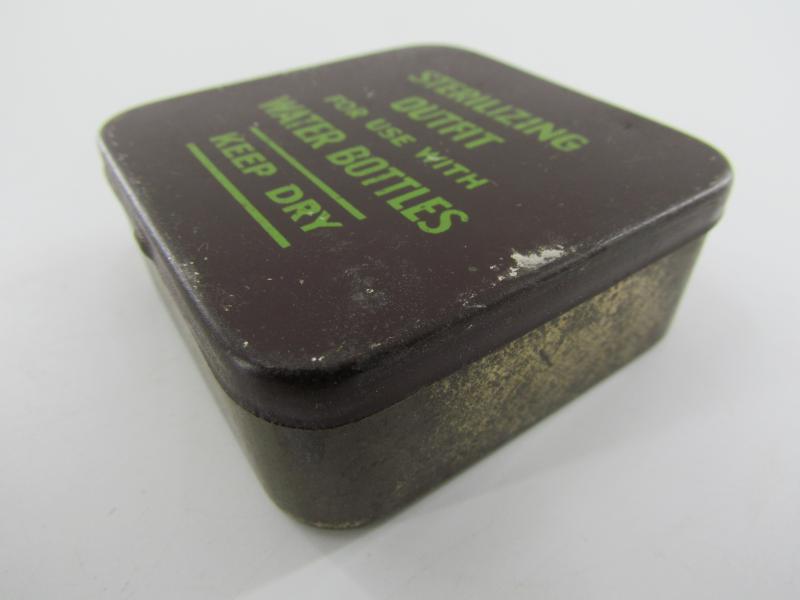 STERILIZING
OUTFIT
FOR USE WITH
WATER BOTTLES
KEEP DRY